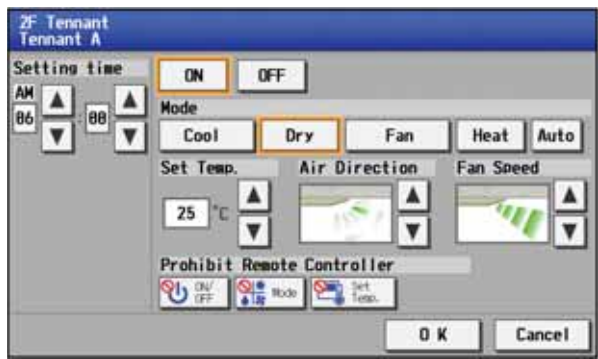 2F Tennant
Tennant A
Setting time
AM
06 : 00
ON OFF
Mode
Cool Dry Fan Heat Auto
Set Temp. Air Direction Fan Speed
25 °C
Prohibit Remote Controller
ON/OFF Mode Set Temp.
OK Cancel